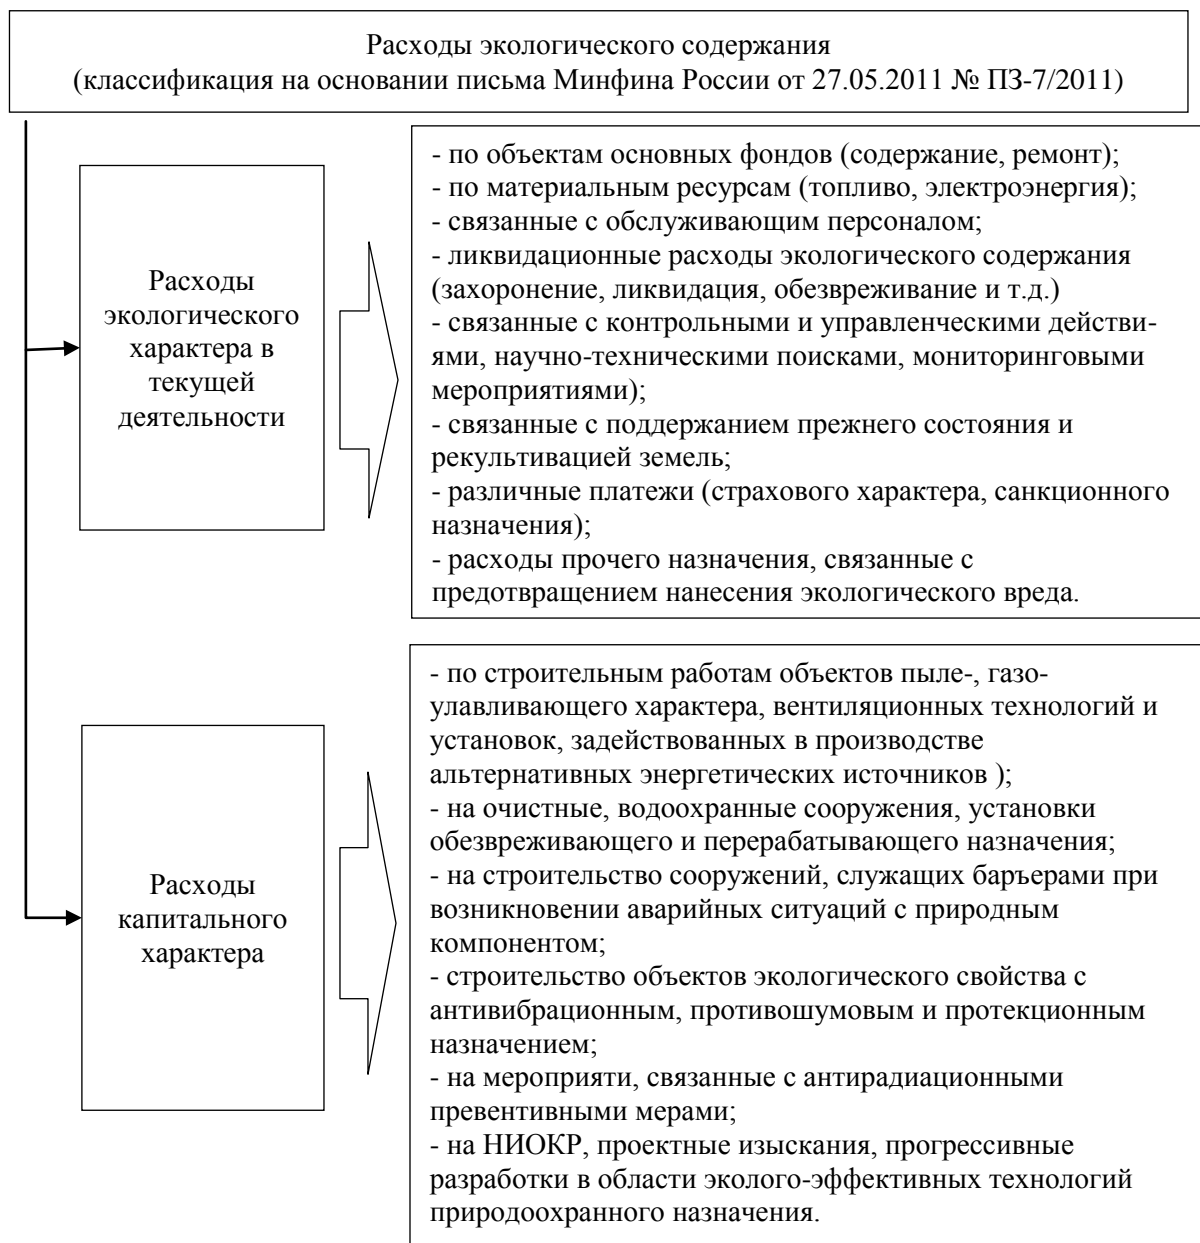 Расходы экологического содержания
(классификация на основании письма Минфина России от 27.05.2011 № ПЗ-7/2011)
Расходы
экологического
характера в
текущей
деятельности
- по объектам основных фондов (содержание, ремонт);
- по материальным ресурсам (топливо, электроэнергия);
- связанные с обслуживающим персоналом;
- ликвидационные расходы экологического содержания
(захоронение, ликвидация, обезвреживание и т.д.)
- связанные с контрольными и управленческими действи-
ями, научно-техническими поисками, мониторинговыми
мероприятиями);
- связанные с поддержанием прежнего состояния и
рекультивацией земель;
- различные платежи (страхового характера, санкционного
назначения);
- расходы прочего назначения, связанные с
предотвращением нанесения экологического вреда.
Расходы
капитального
характера
- по строительным работам объектов пыле-, газо-
улавливающего характера, вентиляционных технологий и
установок, задействованных в производстве
альтернативных энергетических источников );
- на очистные, водоохранные сооружения, установки
обезвреживающего и перерабатывающего назначения;
- на строительство сооружений, служащих баръерами при
возникновении аварийных ситуаций с природным
компонентом;
- строительство объектов экологического свойства с
антивибрационным, противошумовым и протекционным
назначением;
- на мероприяти, связанные с антирадиационными
превентивными мерами;
- на НИОКР, проектные изыскания, прогрессивные
разработки в области эколого-эффективных технологий
природоохранного назначения.